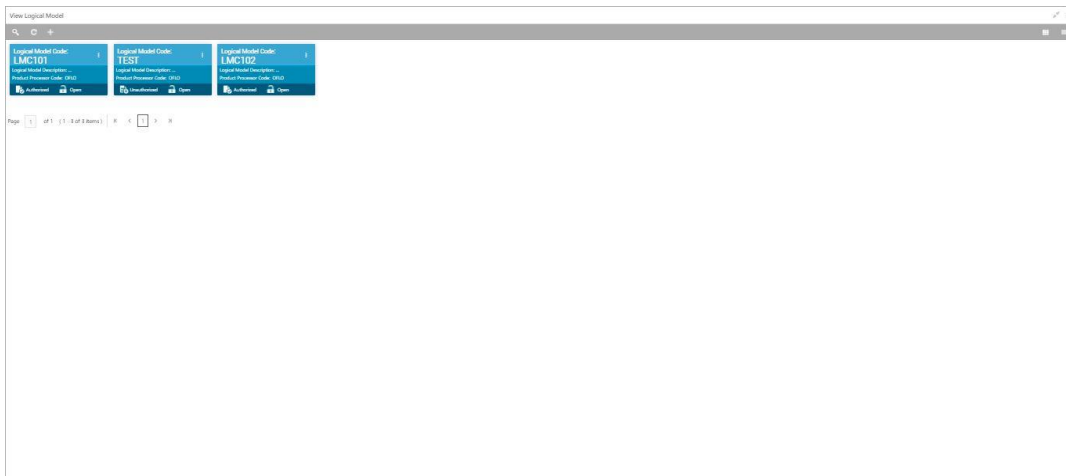 View Logical Model
Logical Model Code:
LMC101
Logical Model Description: ...
Product Processor Code: OFLO
Authorized Open
Logical Model Code:
TEST
Logical Model Description: ...
Product Processor Code: OFLO
Unauthorized Open
Logical Model Code:
LMC102
Logical Model Description: ...
Product Processor Code: OFLO
Authorized Open
Page 1 of 1 (1 - 3 of 3 items) 1